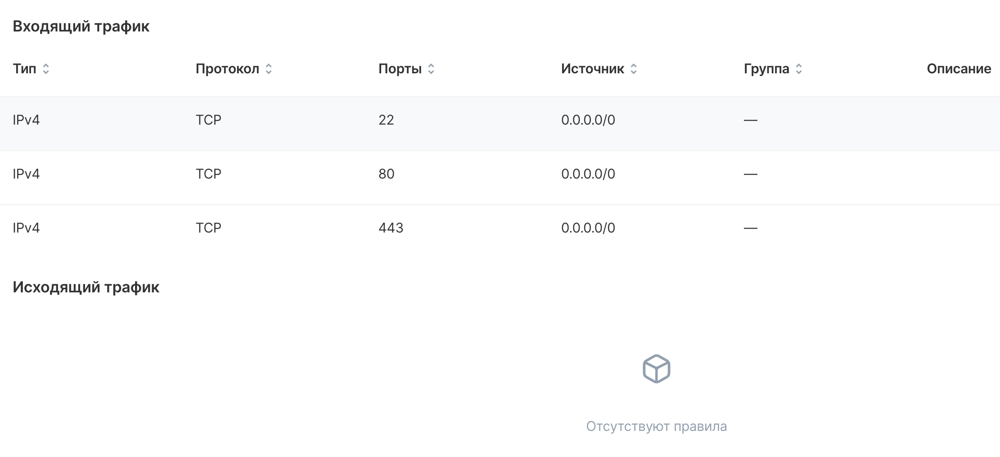 Входящий трафик
Тип Протокол Порты Источник Группа Описание
IPv4 TCP 22 0.0.0.0/0 —
IPv4 TCP 80 0.0.0.0/0 —
IPv4 TCP 443 0.0.0.0/0 —
Исходящий трафик
Отсутствуют правила